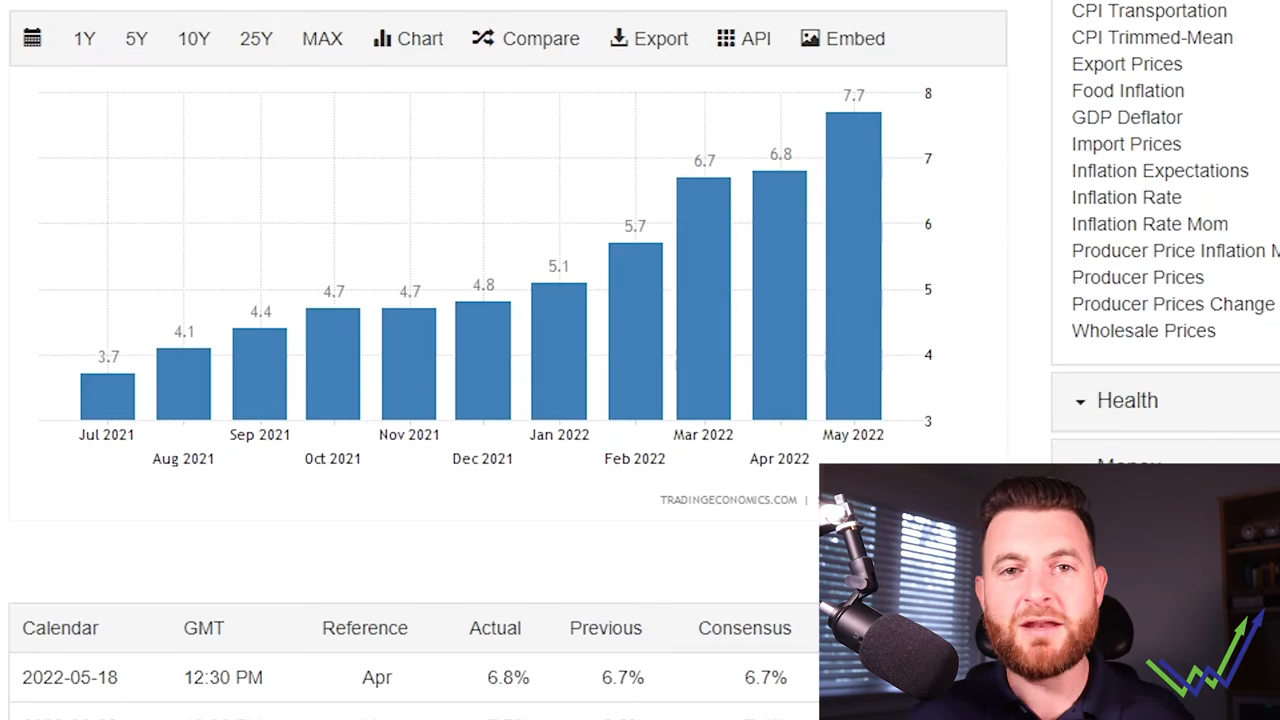 1Y 5Y 10Y 25Y MAX Chart Compare Export API Embed
8
7
6
5
4
3
3.7
4.1
4.4
4.7
4.7
4.8
5.1
5.7
6.7
6.8
7.7
Jul 2021
Aug 2021
Sep 2021
Oct 2021
Nov 2021
Dec 2021
Jan 2022
Feb 2022
Mar 2022
Apr 2022
May 2022
TRADINGECONOMICS.COM |
CPI Transportation
CPI Trimmed-Mean
Export Prices
Food Inflation
GDP Deflator
Import Prices
Inflation Expectations
Inflation Rate
Inflation Rate Mom
Producer Price Inflation
Producer Prices
Producer Prices Change
Wholesale Prices
Health
Calendar GMT Reference Actual Previous Consensus
2022-05-18 12:30 PM Apr 6.8% 6.7% 6.7%